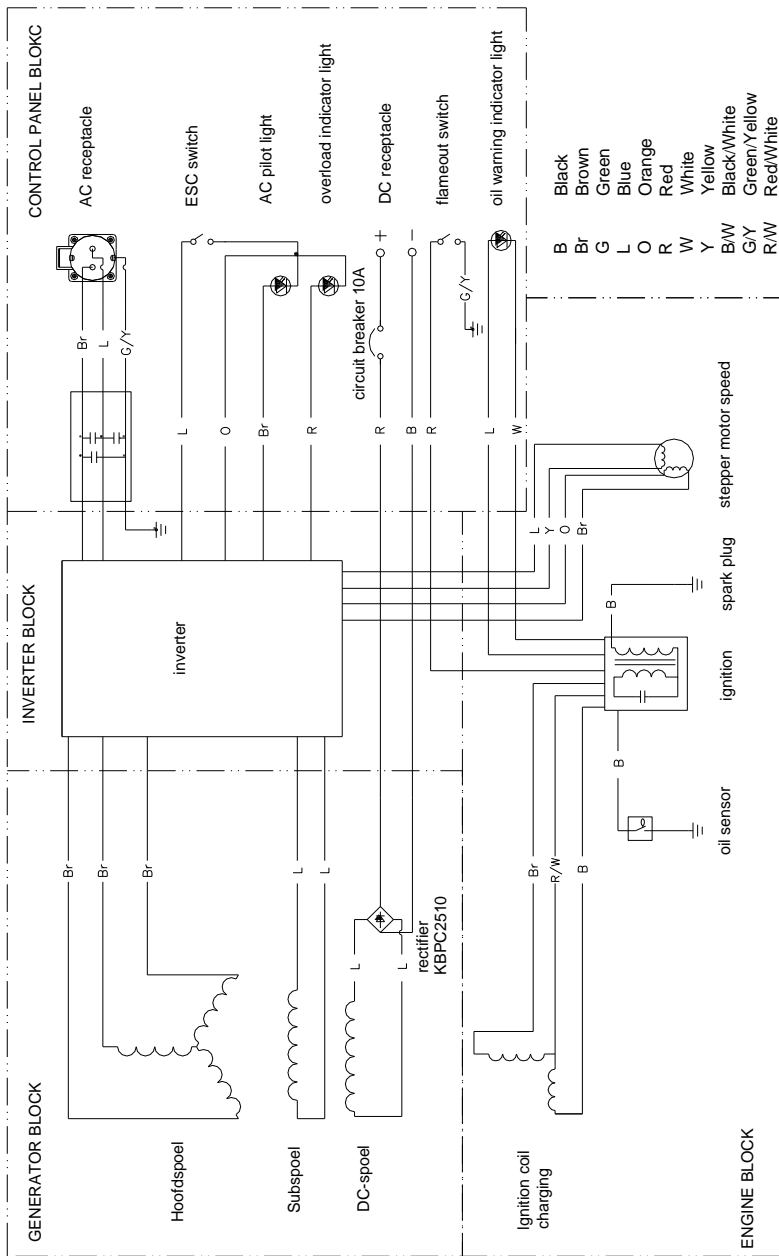 GENERATOR BLOCK
Hoofdspoel
Subspoel
DC-spoel
Br
Br
Br
L
L
L
L
rectifier
KBPC2510
INVERTER BLOCK
inverter
CONTROL PANEL BLOKC
AC receptacle
Br
L
G/Y
ESC switch
L
O
AC pilot light
Br
overload indicator light
R
circuit breaker 10A
DC receptacle
+
−
R
B
flameout switch
R
G/Y
oil warning indicator light
L
W
ENGINE BLOCK
Ignition coil
charging
Br
R/W
B
oil sensor
B
ignition
spark plug
B
stepper motor speed
L
Y
O
Br
B Black
Br Brown
G Green
L Blue
O Orange
R Red
W White
Y Yellow
B/W Black/White
G/Y Green/Yellow
R/W Red/White